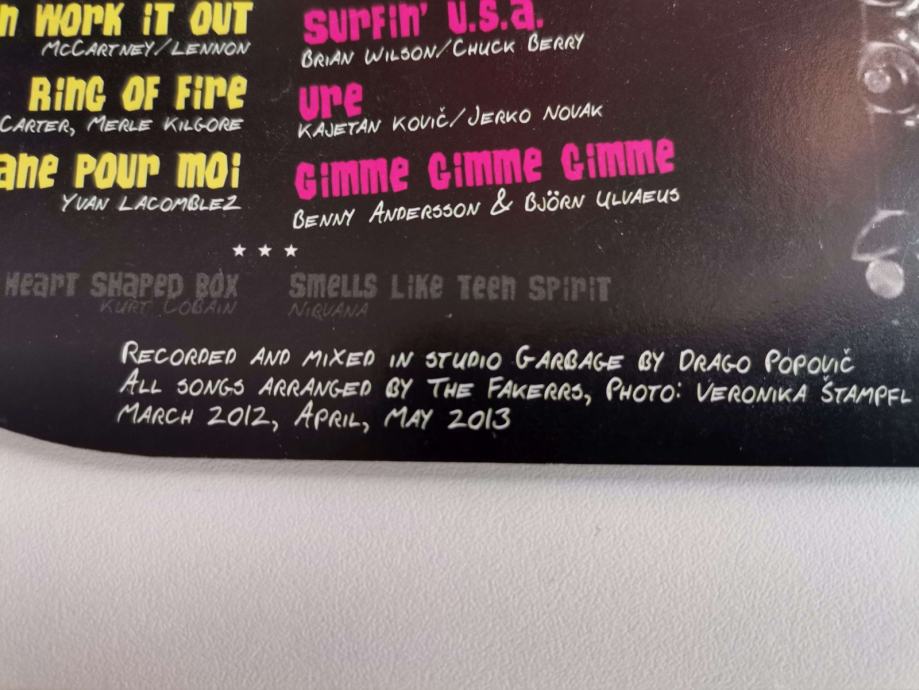 n WORK iT OUT
McCARTNEY/LENNON
RiNG OF FiRe
CARTER, MERLE KILGORE
ane POUR MOi
YVAN LACOMBLEZ
SURFiN' U.S.a.
BRIAN WILSON/CHUCK BERRY
URe
KAJETAN KOVIČ/JERKO NOVAK
GiMMe GiMMe GiMMe
BENNY ANDERSSON & BJÖRN ULVAEUS
★ ★ ★
HeaRT SHaPeD BOX
KURT COBAIN
SMeLLS LiKe TeeN SPiRiT
NIRVANA
RECORDED AND MIXED IN STUDIO GARBAGE BY DRAGO POPOVIČ
ALL SONGS ARRANGED BY THE FAKERRS, PHOTO: VERONIKA ŠTAMPFL
MARCH 2012, APRIL, MAY 2013